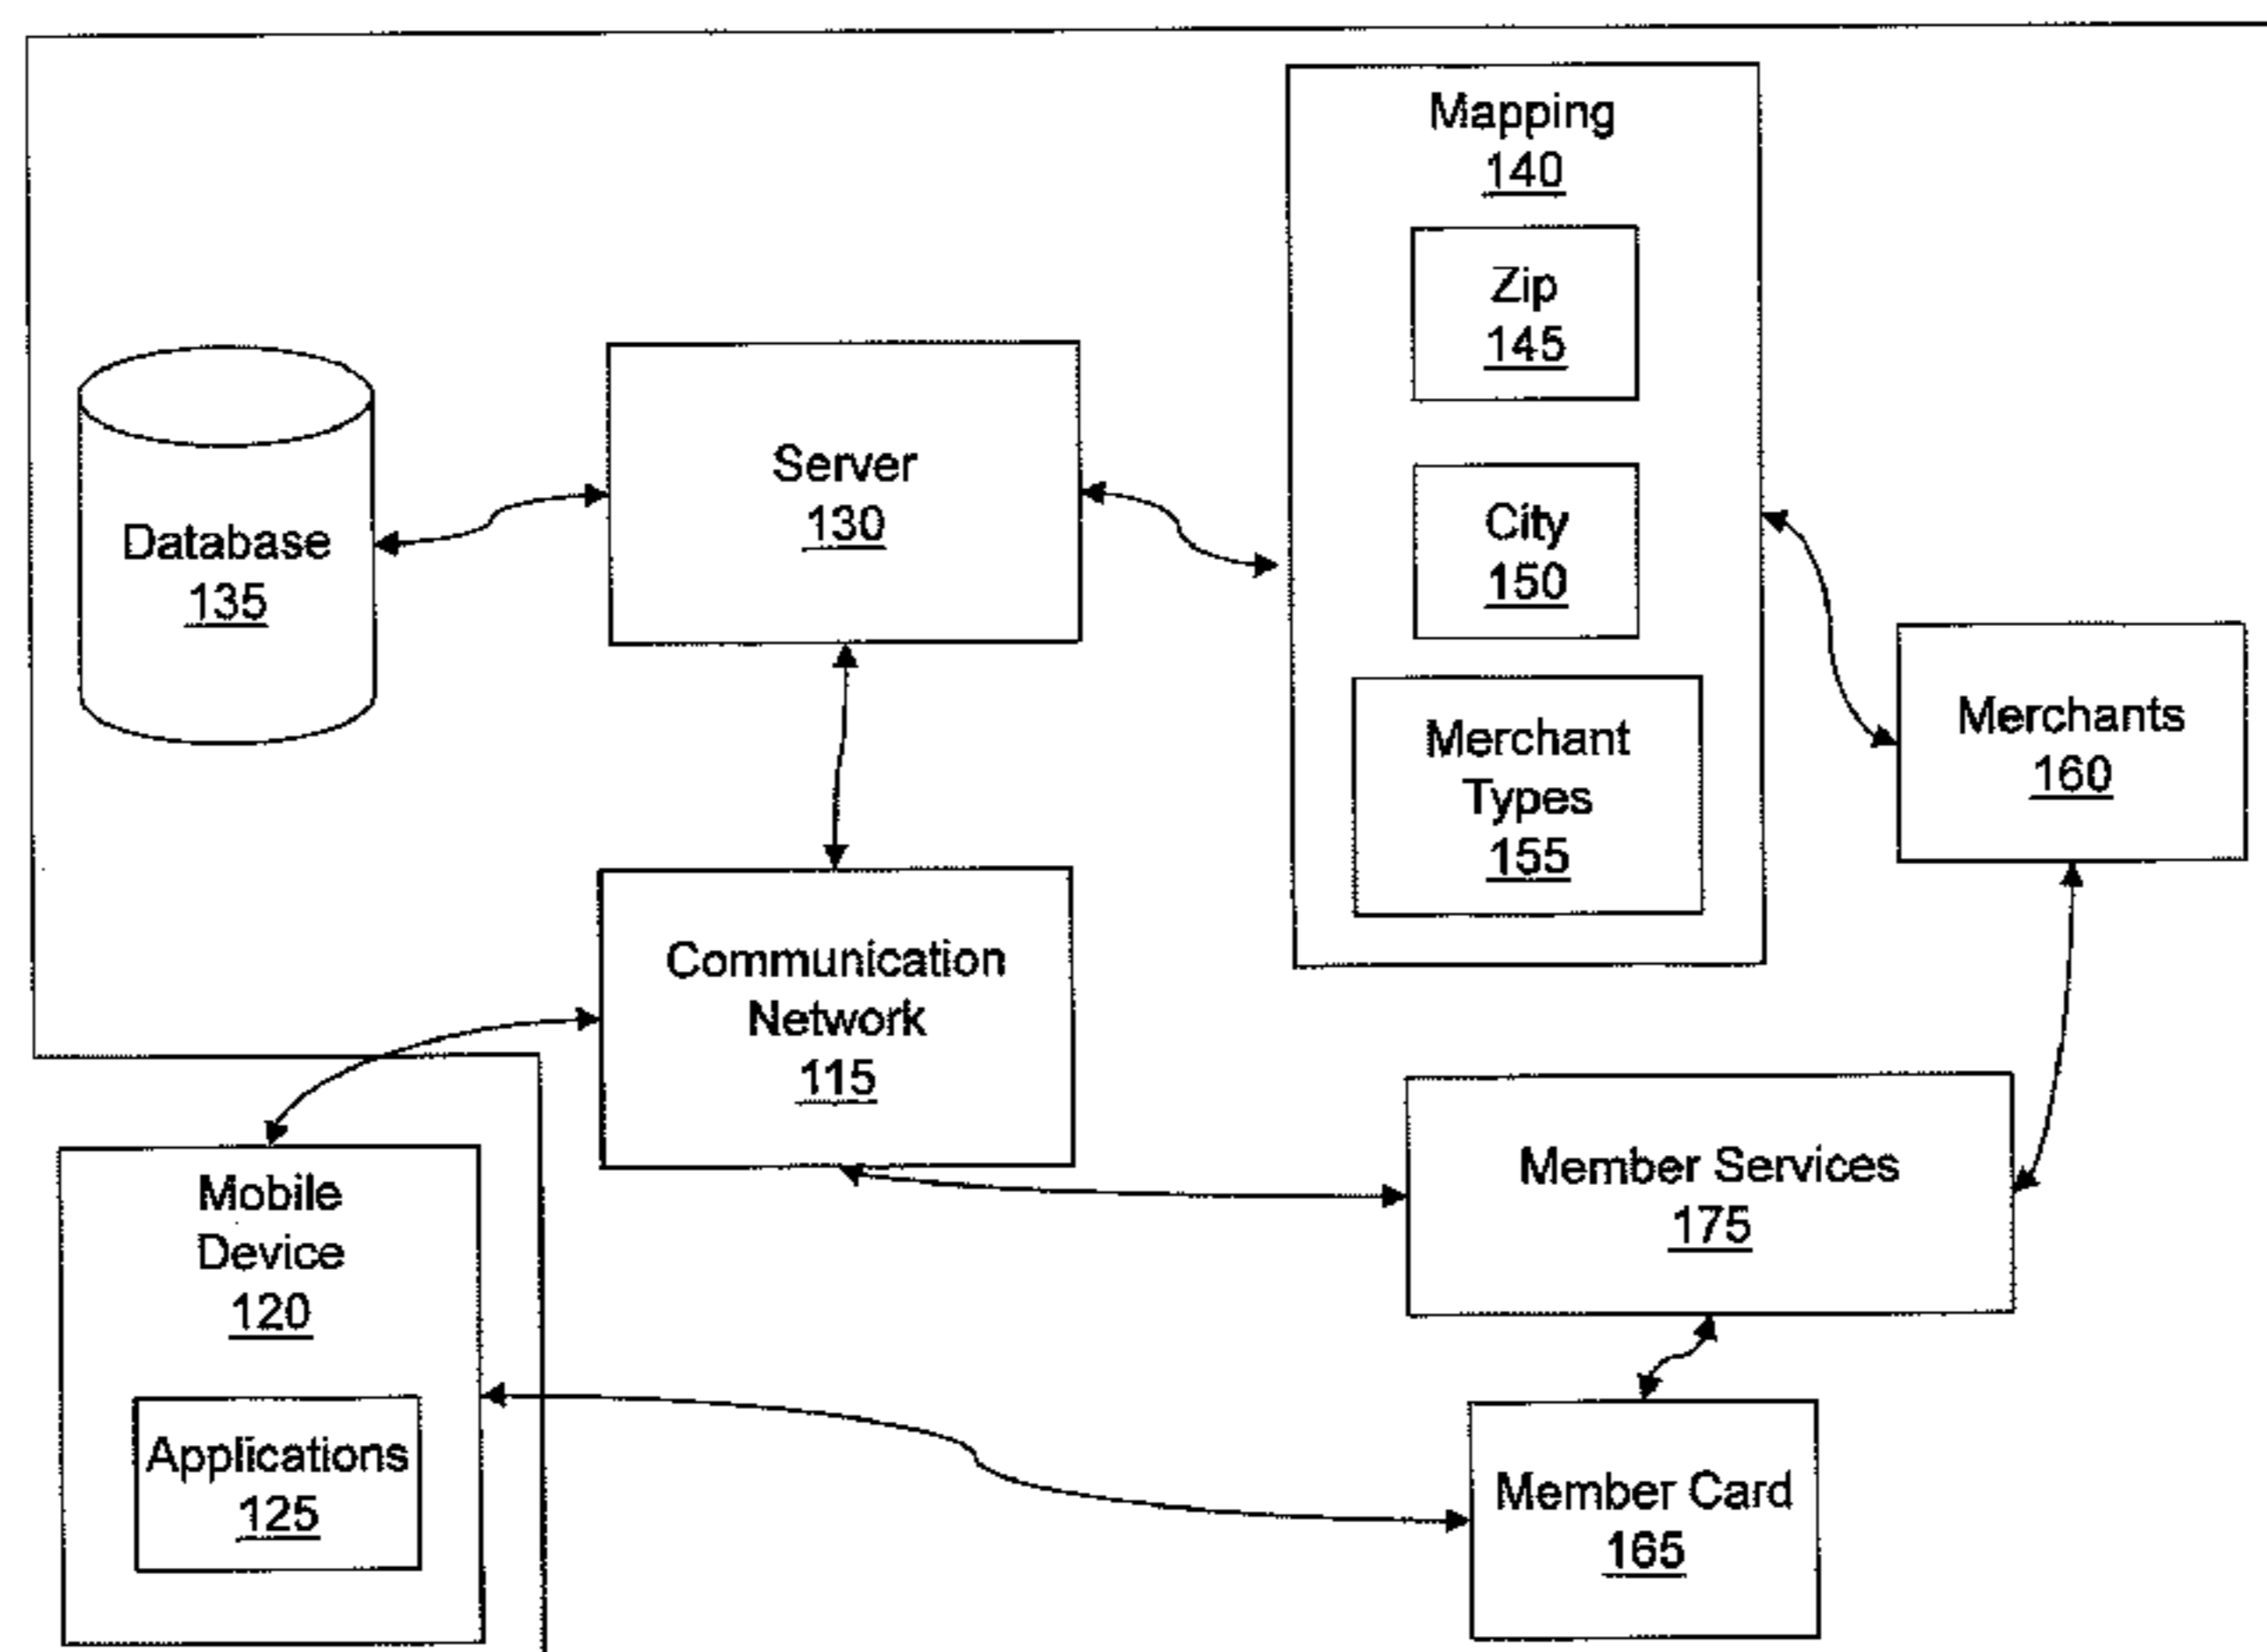 Mapping
140
Zip
145
Server
130
City
150
Database
135
Merchant
Types
155
Merchants
160
Communication
Network
115
Member Services
175
Mobile
Device
120
Applications
125
Member Card
165